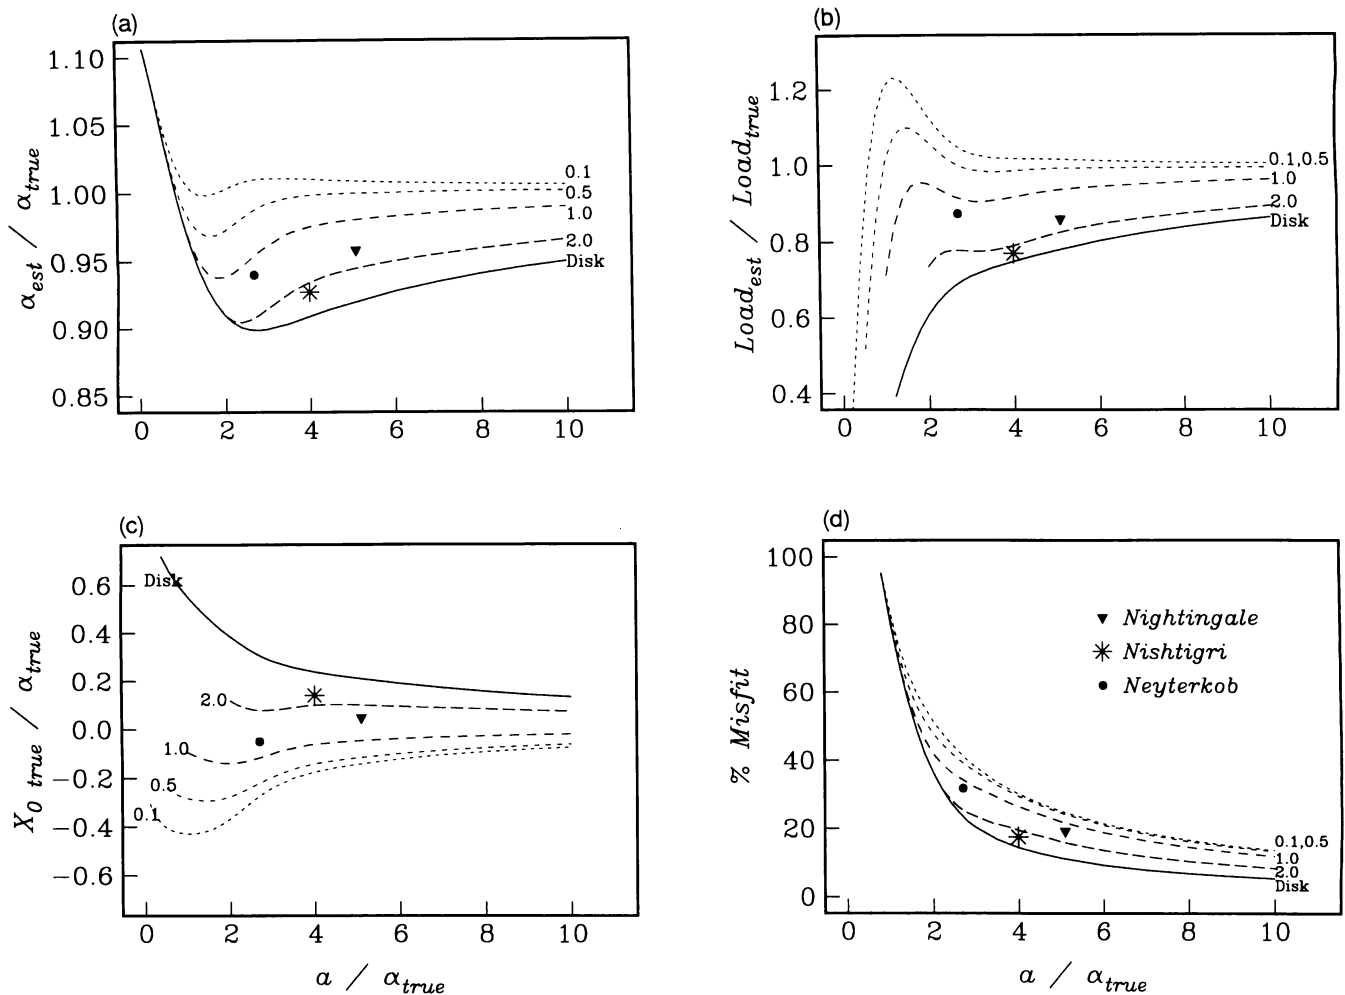 (a)
α_est / α_true
1.10
1.05
1.00
0.95
0.90
0.85
0.1
0.5
1.0
2.0
Disk
0 2 4 6 8 10
(b)
Load_est / Load_true
1.2
1.0
0.8
0.6
0.4
0.1,0.5
1.0
2.0
Disk
0 2 4 6 8 10
(c)
X_0 true / α_true
0.6
0.4
0.2
0.0
−0.2
−0.4
−0.6
Disk
2.0
1.0
0.5
0.1
0 2 4 6 8 10
a / α_true
(d)
% Misfit
100
80
60
40
20
0
Nightingale
Nishtigri
Neyterkob
0.1,0.5
1.0
2.0
Disk
0 2 4 6 8 10
a / α_true